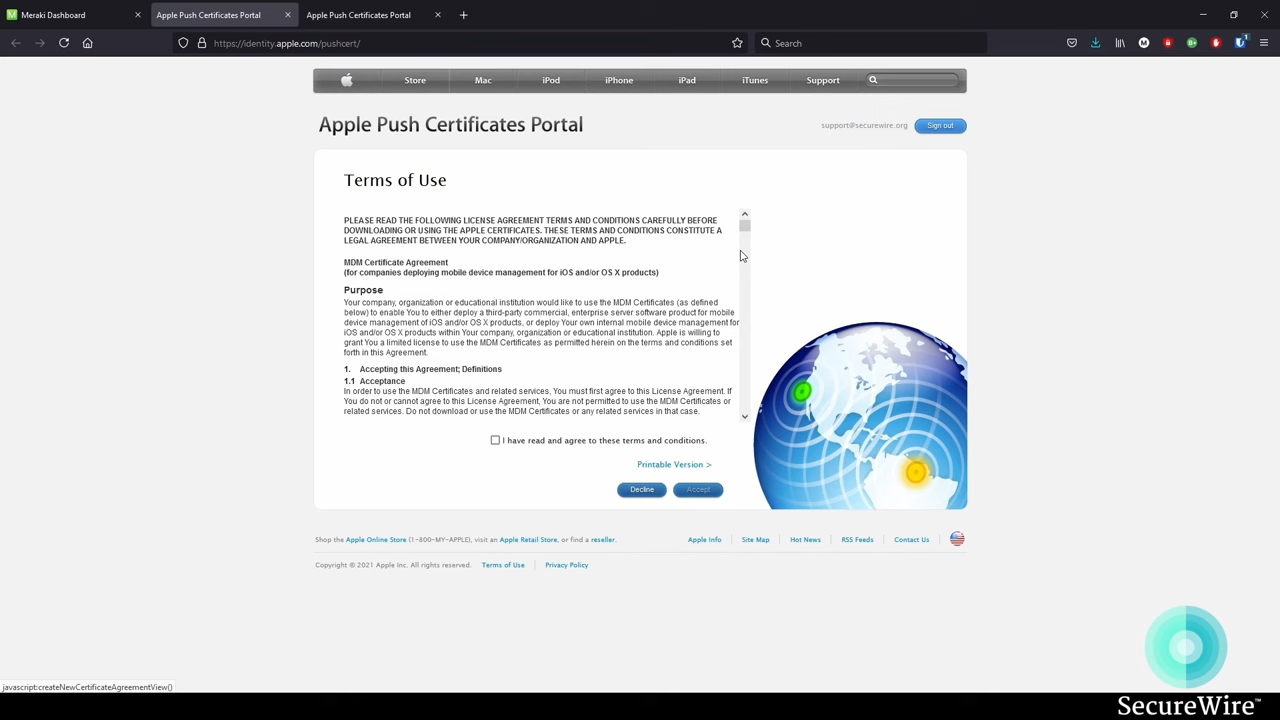 Meraki Dashboard
Apple Push Certificates Portal
Apple Push Certificates Portal
https://identity.apple.com/pushcert/
Search
Store
Mac
iPod
iPhone
iPad
iTunes
Support
Apple Push Certificates Portal
support@securewire.org
Sign out
Terms of Use
PLEASE READ THE FOLLOWING LICENSE AGREEMENT TERMS AND CONDITIONS CAREFULLY BEFORE
DOWNLOADING OR USING THE APPLE CERTIFICATES. THESE TERMS AND CONDITIONS CONSTITUTE A
LEGAL AGREEMENT BETWEEN YOUR COMPANY/ORGANIZATION AND APPLE.
MDM Certificate Agreement
(for companies deploying mobile device management for iOS and/or OS X products)
Purpose
Your company, organization or educational institution would like to use the MDM Certificates (as defined
below) to enable You to either deploy a third-party commercial, enterprise server software product for mobile
device management of iOS and/or OS X products, or deploy Your own internal mobile device management for
iOS and/or OS X products within Your company, organization or educational institution. Apple is willing to
grant You a limited license to use the MDM Certificates as permitted herein on the terms and conditions set
forth in this Agreement.
1. Accepting this Agreement; Definitions
1.1 Acceptance
In order to use the MDM Certificates and related services, You must first agree to this License Agreement. If
You do not or cannot agree to this License Agreement, You are not permitted to use the MDM Certificates or
related services. Do not download or use the MDM Certificates or any related services in that case.
I have read and agree to these terms and conditions.
Printable Version >
Decline
Accept
Shop the Apple Online Store (1-800-MY-APPLE), visit an Apple Retail Store, or find a reseller.
Apple Info
Site Map
Hot News
RSS Feeds
Contact Us
Copyright © 2021 Apple Inc. All rights reserved.
Terms of Use
Privacy Policy
javascript:createNewCertificateAgreementView()
SecureWire™